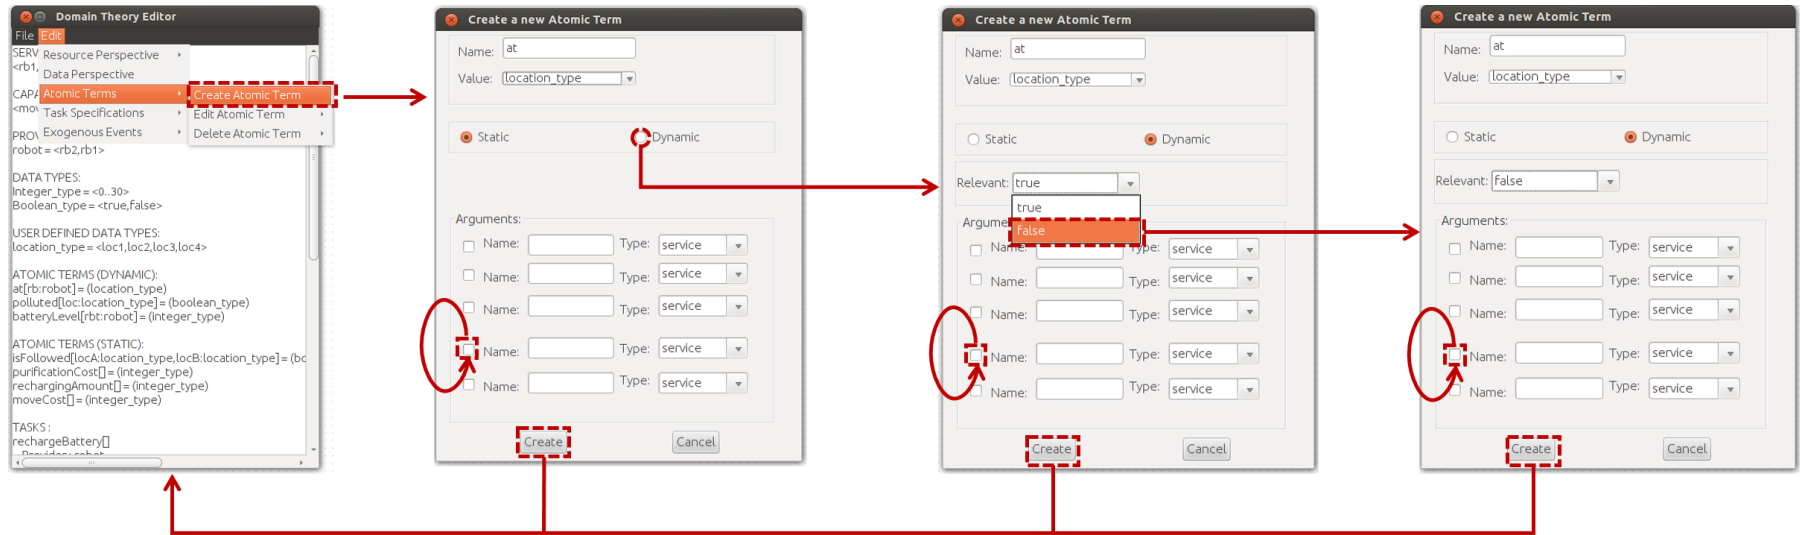 Domain Theory Editor
File Edit
SERV
<rb1,
Resource Perspective
Data Perspective
CAPA
Atomic Terms
<mov
Task Specifications
PROV
Exogenous Events
Create Atomic Term
Edit Atomic Term
Delete Atomic Term
robot = <rb2,rb1>
DATA TYPES:
Integer_type = <0..30>
Boolean_type = <true,false>
USER DEFINED DATA TYPES:
location_type = <loc1,loc2,loc3,loc4>
ATOMIC TERMS (DYNAMIC):
at[rb:robot] = (location_type)
polluted[loc:location_type] = (boolean_type)
batteryLevel[rbt:robot] = (integer_type)
ATOMIC TERMS (STATIC):
isFollowed[locA:location_type,locB:location_type] = (bo
purificationCost[] = (integer_type)
rechargingAmount[] = (integer_type)
moveCost[] = (integer_type)
TASKS :
rechargeBattery[]
Provider: robot
Create a new Atomic Term
Name: at
Value: location_type
Static Dynamic
Arguments:
Name: Type: service
Name: Type: service
Name: Type: service
Name: Type: service
Name: Type: service
Create Cancel
Create a new Atomic Term
Name: at
Value: location_type
Static Dynamic
Relevant: true
true
Argume
false
Name: Type: service
Name: Type: service
Name: Type: service
Name: Type: service
Name: Type: service
Create Cancel
Create a new Atomic Term
Name: at
Value: location_type
Static Dynamic
Relevant: false
Arguments:
Name: Type: service
Name: Type: service
Name: Type: service
Name: Type: service
Name: Type: service
Create Cancel